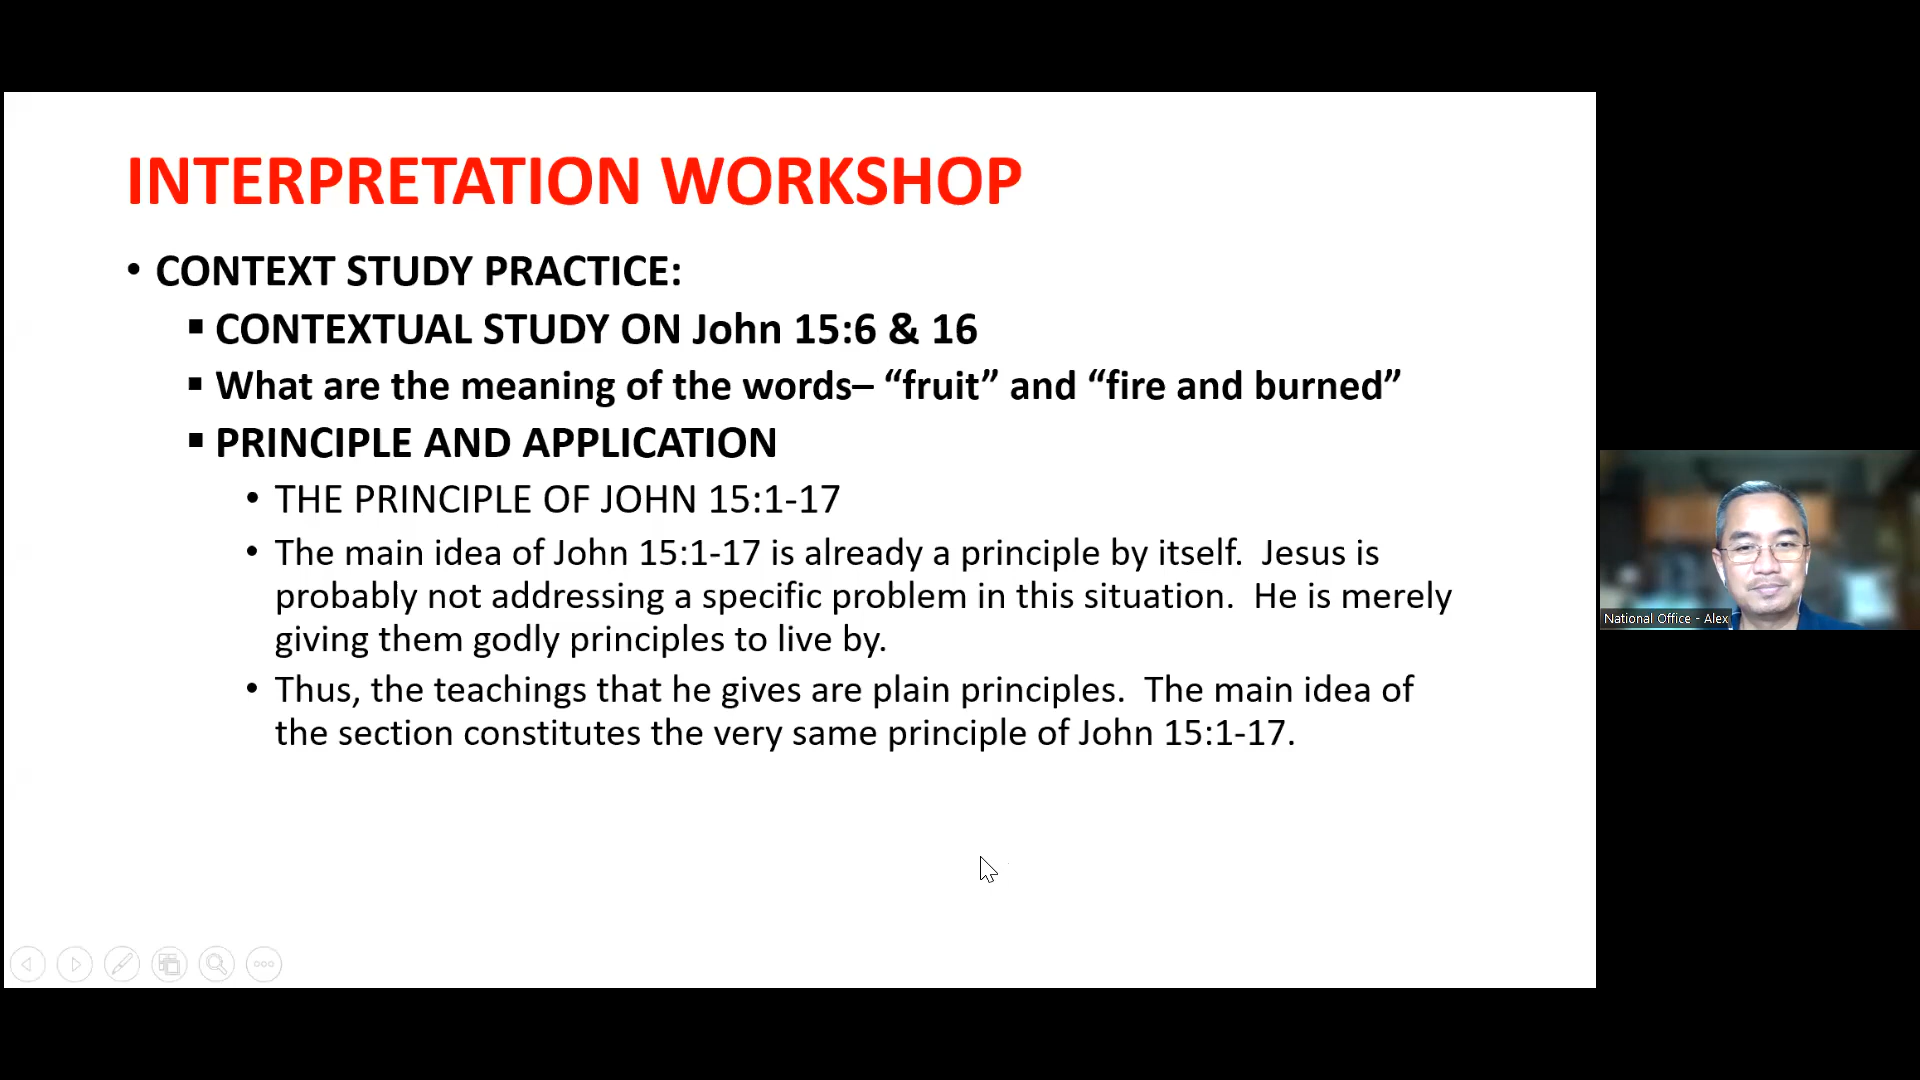 INTERPRETATION WORKSHOP
• CONTEXT STUDY PRACTICE:
▪ CONTEXTUAL STUDY ON John 15:6 & 16
▪ What are the meaning of the words– “fruit” and “fire and burned”
▪ PRINCIPLE AND APPLICATION
• THE PRINCIPLE OF JOHN 15:1-17
• The main idea of John 15:1-17 is already a principle by itself.  Jesus is
probably not addressing a specific problem in this situation.  He is merely
giving them godly principles to live by.
• Thus, the teachings that he gives are plain principles.  The main idea of
the section constitutes the very same principle of John 15:1-17.
National Office - Alex